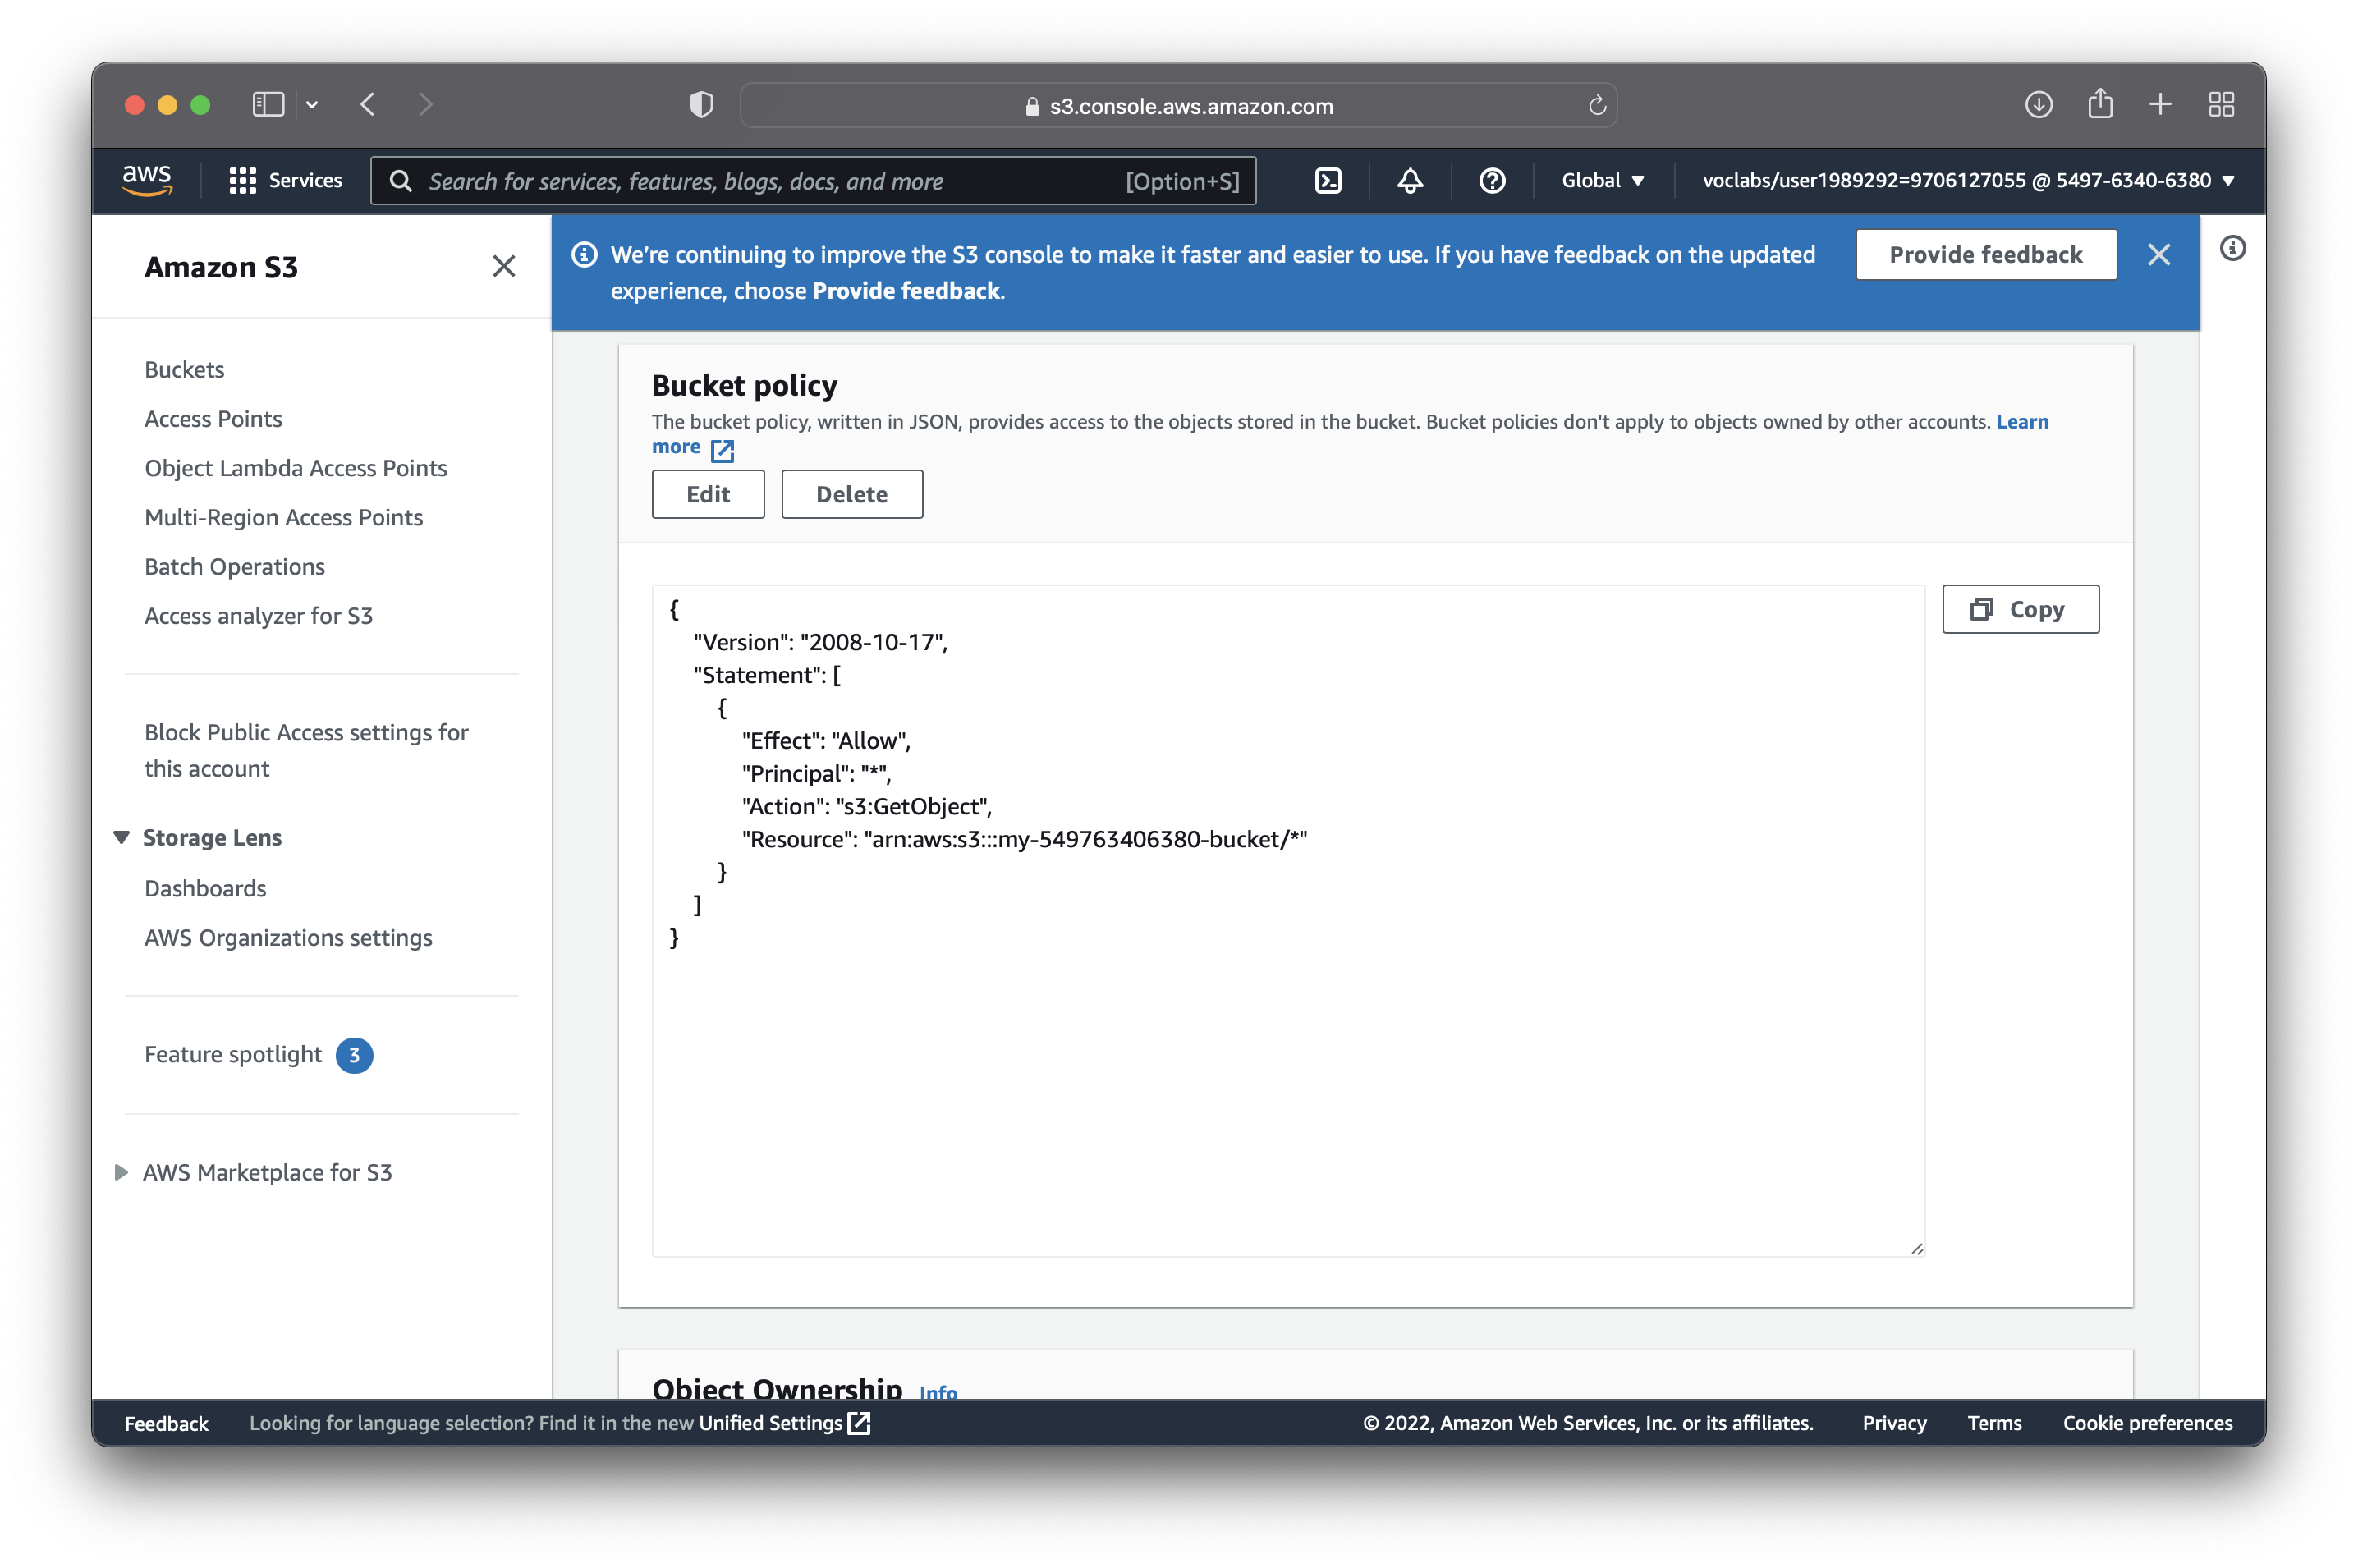 s3.console.aws.amazon.com
aws
Services
Search for services, features, blogs, docs, and more
[Option+S]
Global
voclabs/user1989292=9706127055 @ 5497-6340-6380
Amazon S3
Buckets
Access Points
Object Lambda Access Points
Multi-Region Access Points
Batch Operations
Access analyzer for S3
Block Public Access settings for
this account
Storage Lens
Dashboards
AWS Organizations settings
Feature spotlight 3
AWS Marketplace for S3
We're continuing to improve the S3 console to make it faster and easier to use. If you have feedback on the updated
experience, choose Provide feedback.
Provide feedback
Bucket policy
The bucket policy, written in JSON, provides access to the objects stored in the bucket. Bucket policies don't apply to objects owned by other accounts. Learn
more
Edit
Delete
Copy
{
"Version": "2008-10-17",
"Statement": [
{
"Effect": "Allow",
"Principal": "*",
"Action": "s3:GetObject",
"Resource": "arn:aws:s3:::my-549763406380-bucket/*"
}
]
}
Object Ownership Info
Feedback
Looking for language selection? Find it in the new Unified Settings
© 2022, Amazon Web Services, Inc. or its affiliates.
Privacy
Terms
Cookie preferences